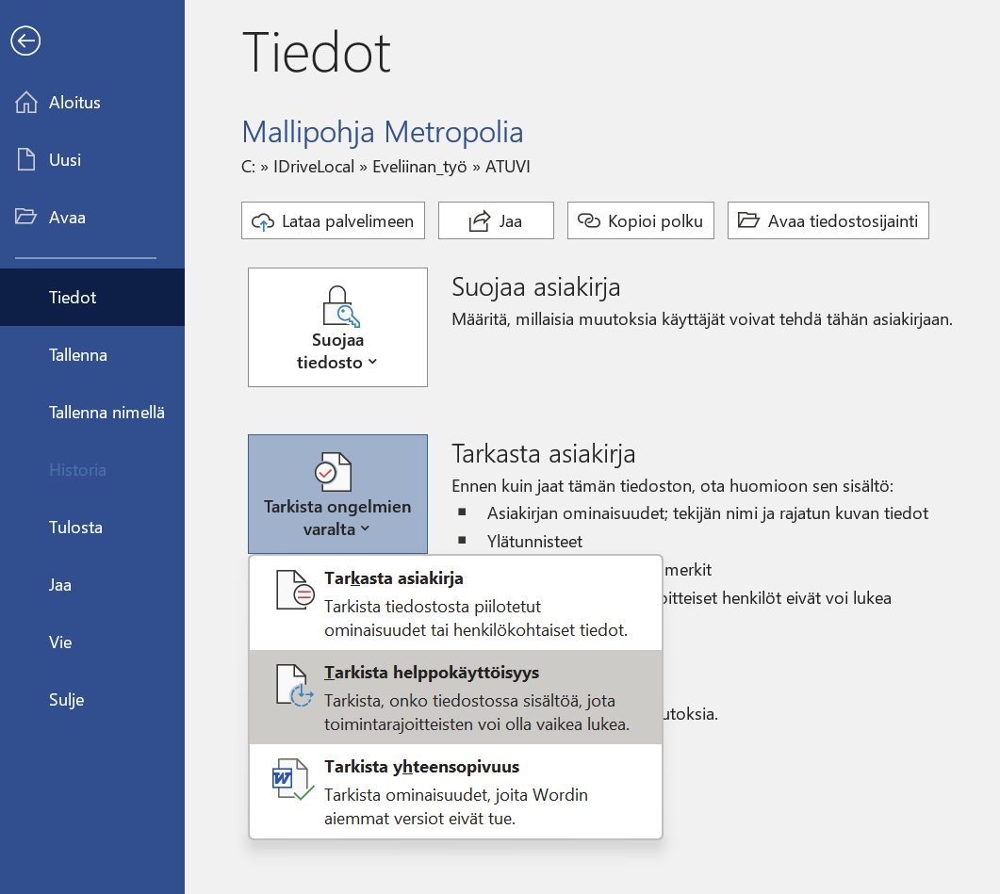 Tiedot
Aloitus
Uusi
Avaa
Tiedot
Tallenna
Tallenna nimellä
Historia
Tulosta
Jaa
Vie
Sulje
Mallipohja Metropolia
C: » IDriveLocal » Eveliinan_työ » ATUVI
Lataa palvelimeen
Jaa
Kopioi polku
Avaa tiedostosijainti
Suojaa
tiedosto
Suojaa asiakirja
Määritä, millaisia muutoksia käyttäjät voivat tehdä tähän asiakirjaan.
Tarkista ongelmien
varalta
Tarkasta asiakirja
Ennen kuin jaat tämän tiedoston, ota huomioon sen sisältö:
Asiakirjan ominaisuudet; tekijän nimi ja rajatun kuvan tiedot
Ylätunnisteet
merkit
henkilöt eivät voi lukea
Tarkasta asiakirja
Tarkista tiedostosta piilotetut
ominaisuudet tai henkilökohtaiset tiedot.
Tarkista helppokäyttöisyys
Tarkista, onko tiedostossa sisältöä, jota
toimintarajoitteisten voi olla vaikea lukea.
Tarkista yhteensopivuus
Tarkista ominaisuudet, joita Wordin
aiemmat versiot eivät tue.